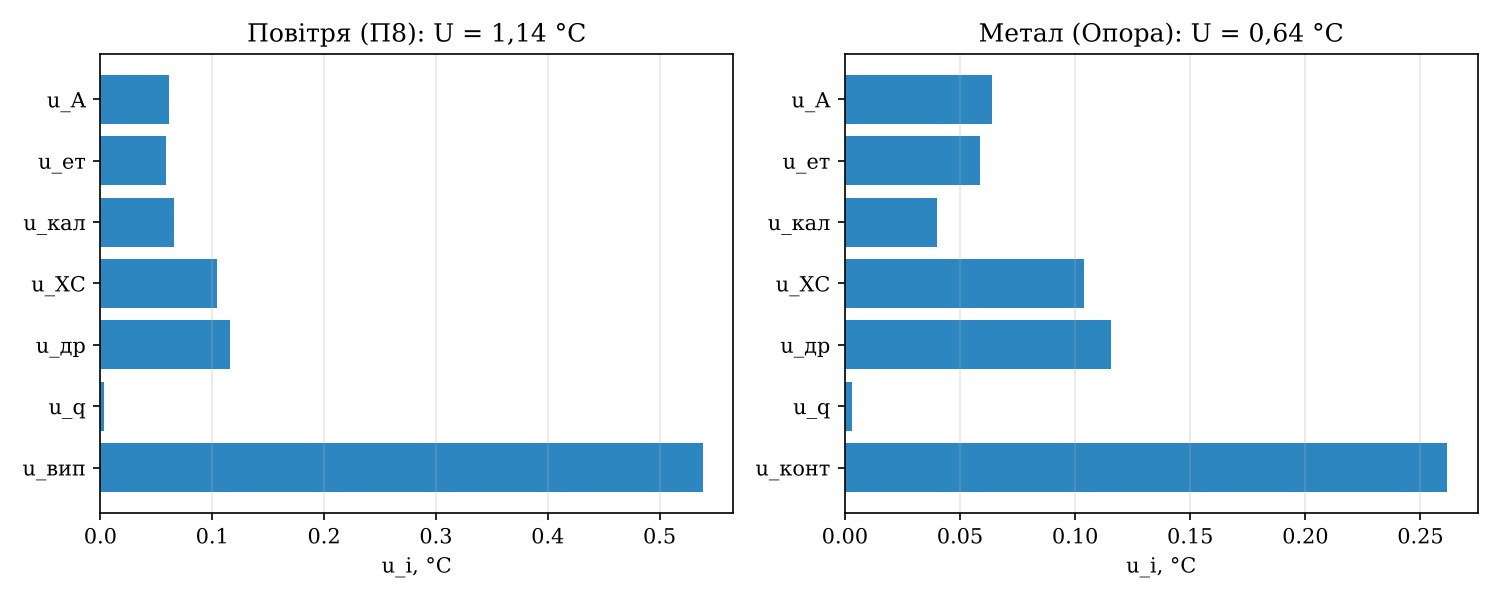 Повітря (П8): U = 1,14 °C
u_A
u_ет
u_кал
u_ХС
u_др
u_q
u_вип
0.0 0.1 0.2 0.3 0.4 0.5
u_i, °C
Метал (Опора): U = 0,64 °C
u_A
u_ет
u_кал
u_ХС
u_др
u_q
u_конт
0.00 0.05 0.10 0.15 0.20 0.25
u_i, °C